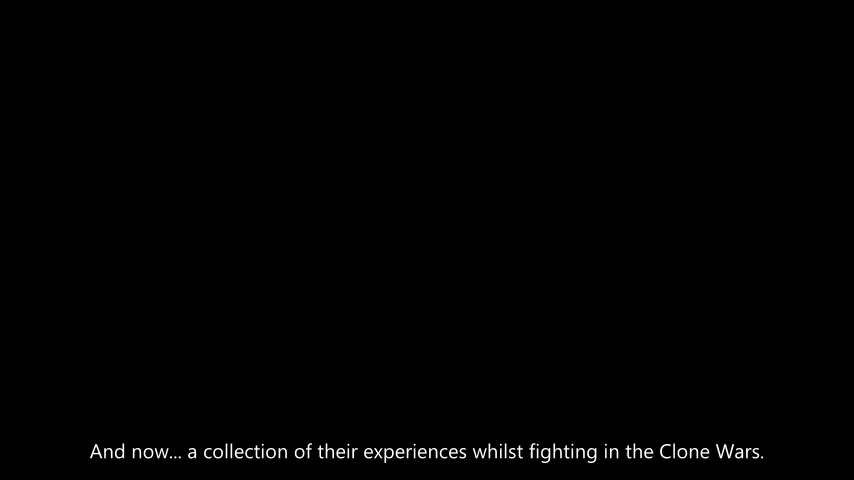 And now... a collection of their experiences whilst fighting in the Clone Wars.